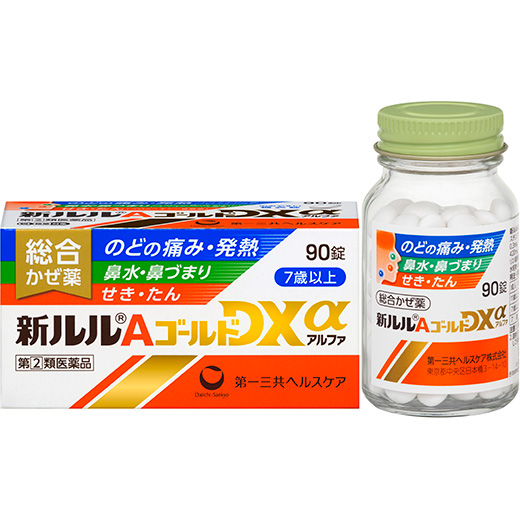 総合
かぜ薬
のどの痛み・発熱
鼻水・鼻づまり
せき・たん
90錠
7歳以上
新ルル®AゴールドDXα
アルファ
第②類医薬品
Daiichi-Sankyo
第一三共ヘルスケア
のどの痛み・発熱
鼻水・鼻づまり
せき・たん
総合かぜ薬
90錠
新ルル®AゴールドDXα
アルファ
第一三共ヘルスケア株式会社
東京都中央区日本橋3-14-